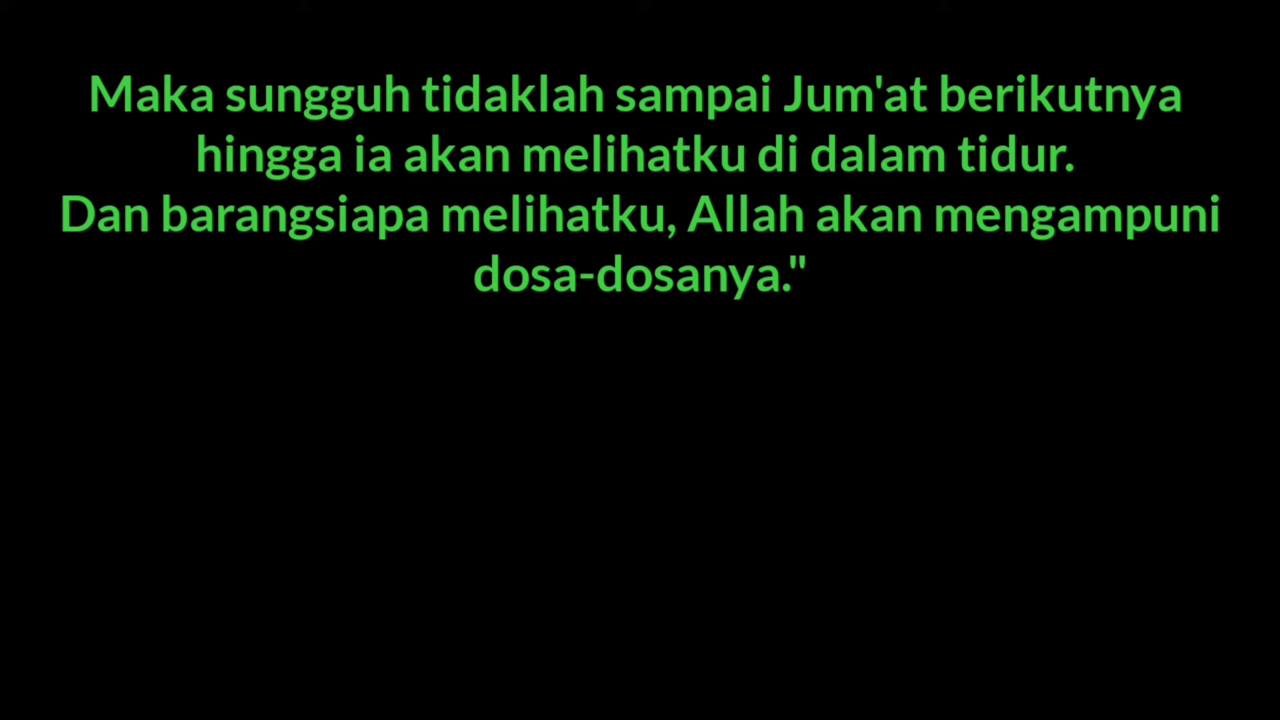 Maka sungguh tidaklah sampai Jum'at berikutnya
hingga ia akan melihatku di dalam tidur.
Dan barangsiapa melihatku, Allah akan mengampuni
dosa-dosanya."